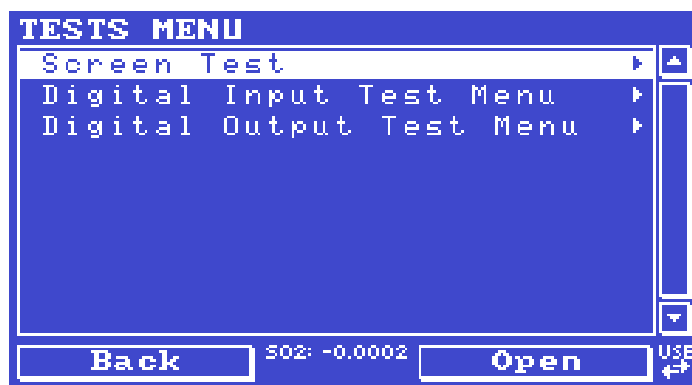 TESTS MENU
Screen Test
Digital Input Test Menu
Digital Output Test Menu
Back SO2: -0.0002 Open USB